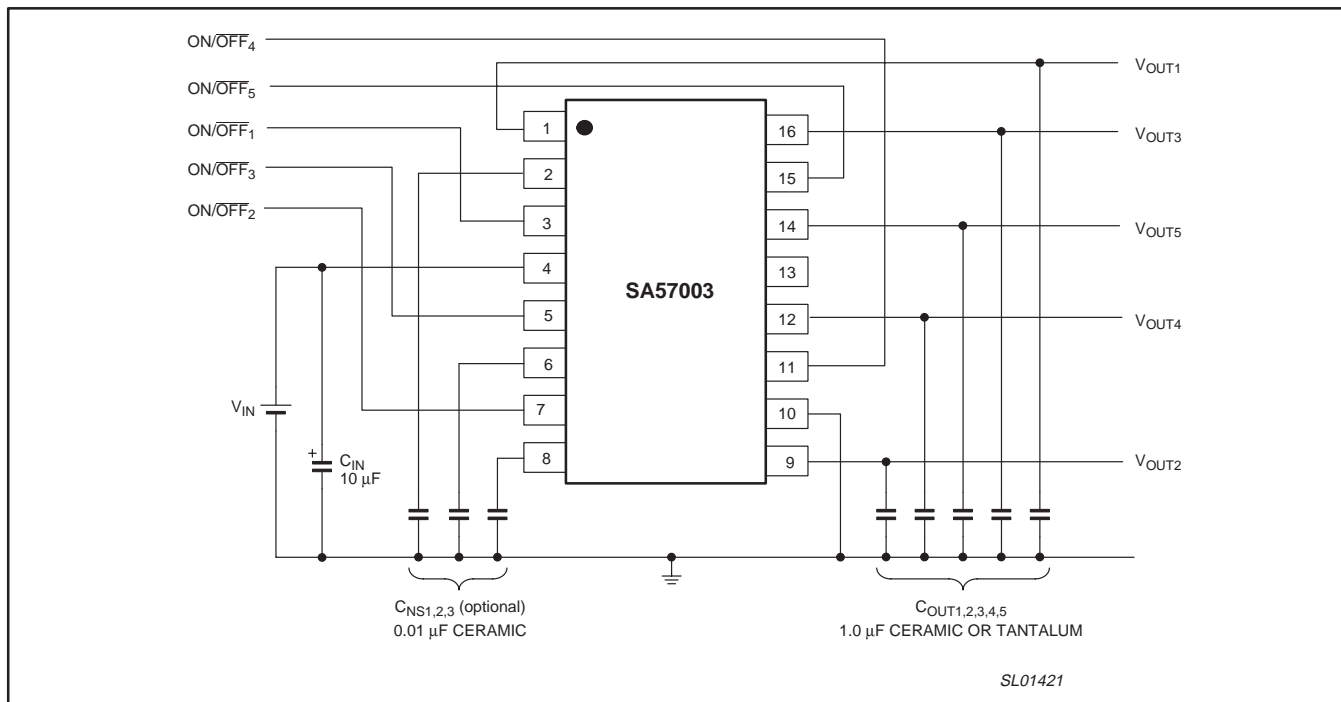 ON/OFF4
ON/OFF5
ON/OFF1
ON/OFF3
ON/OFF2
VIN
+
CIN
10 μF
1
2
3
4
5
6
7
8
SA57003
16
15
14
13
12
11
10
9
VOUT1
VOUT3
VOUT5
VOUT4
VOUT2
CNS1,2,3 (optional)
0.01 μF CERAMIC
COUT1,2,3,4,5
1.0 μF CERAMIC OR TANTALUM
SL01421